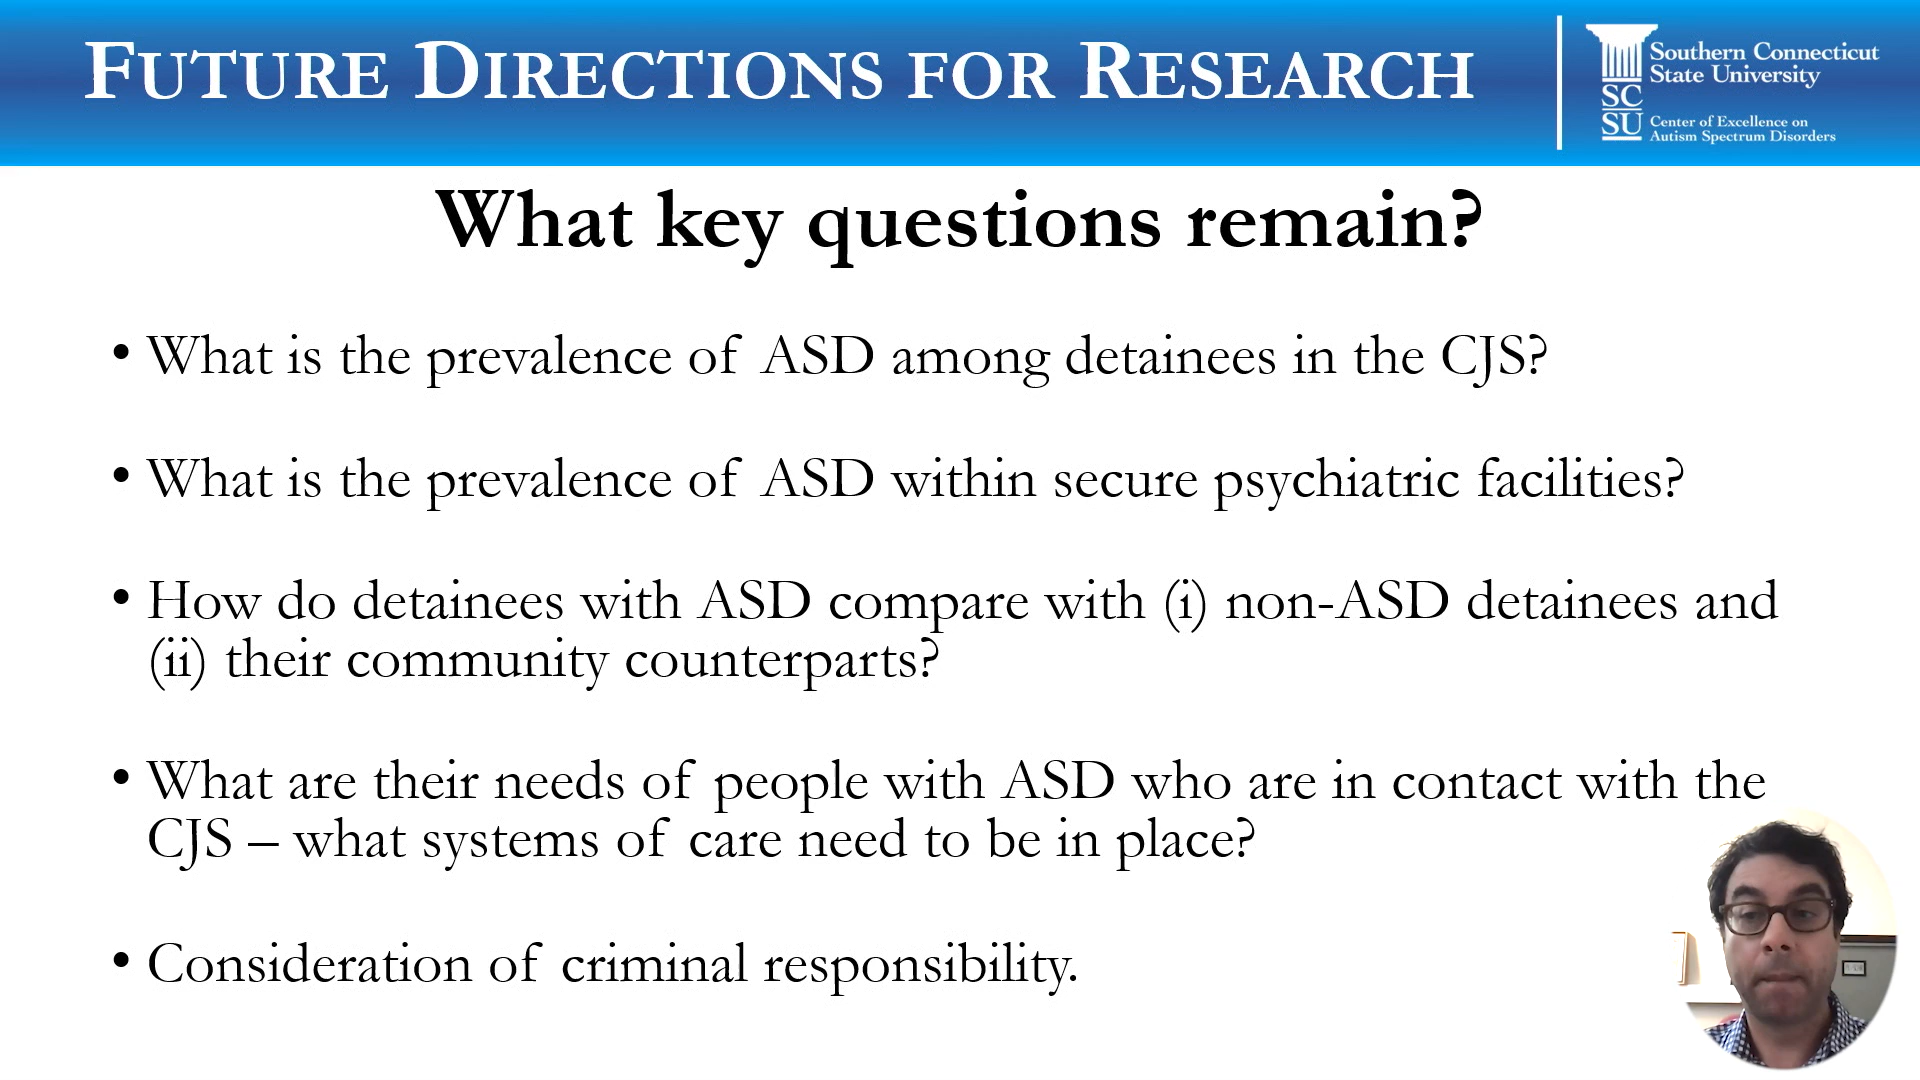 FUTURE DIRECTIONS FOR RESEARCH
Southern Connecticut
State University
SC
SU
Center of Excellence on
Autism Spectrum Disorders
What key questions remain?
• What is the prevalence of ASD among detainees in the CJS?
• What is the prevalence of ASD within secure psychiatric facilities?
• How do detainees with ASD compare with (i) non-ASD detainees and
(ii) their community counterparts?
• What are their needs of people with ASD who are in contact with the
CJS – what systems of care need to be in place?
• Consideration of criminal responsibility.